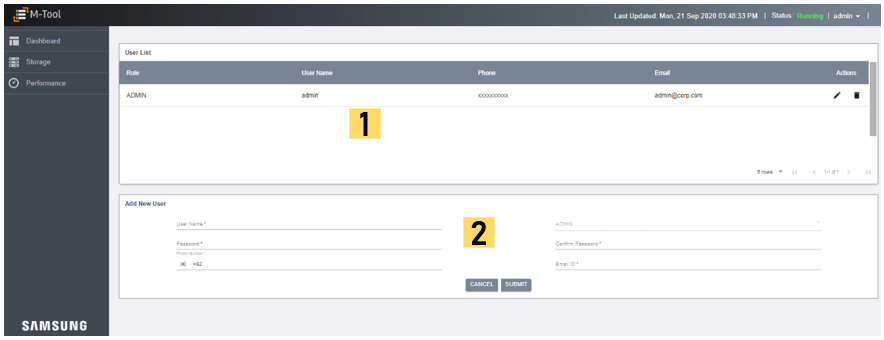 M-Tool
Last Updated: Mon, 21 Sep 2020 03:48:33 PM | Status: Running | admin |
Dashboard
Storage
Performance
User List
Role User Name Phone Email Actions
ADMIN admin xxxxxxxxxx admin@corp.com
1
5 rows 1-1 of 1
Add New User
User Name *
ADMIN
2
Password *
Confirm Password *
Phone Number *
+82
Email ID *
CANCEL SUBMIT
SAMSUNG